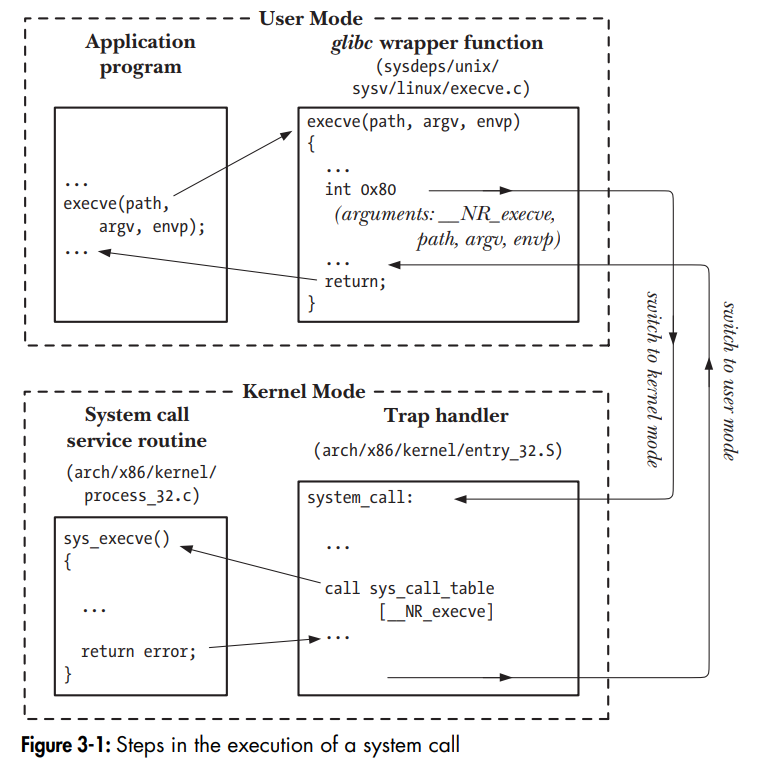 User Mode
Application
program
...
execve(path,
argv, envp);
...
glibc wrapper function
(sysdeps/unix/
sysv/linux/execve.c)
execve(path, argv, envp)
{
...
int 0x80
(arguments: __NR_execve,
path, argv, envp)
...
return;
}
switch to kernel mode
switch to user mode
Kernel Mode
System call
service routine
(arch/x86/kernel/
process_32.c)
sys_execve()
{
...
return error;
}
Trap handler
(arch/x86/kernel/entry_32.S)
system_call:
...
call sys_call_table
[__NR_execve]
...
Figure 3-1: Steps in the execution of a system call